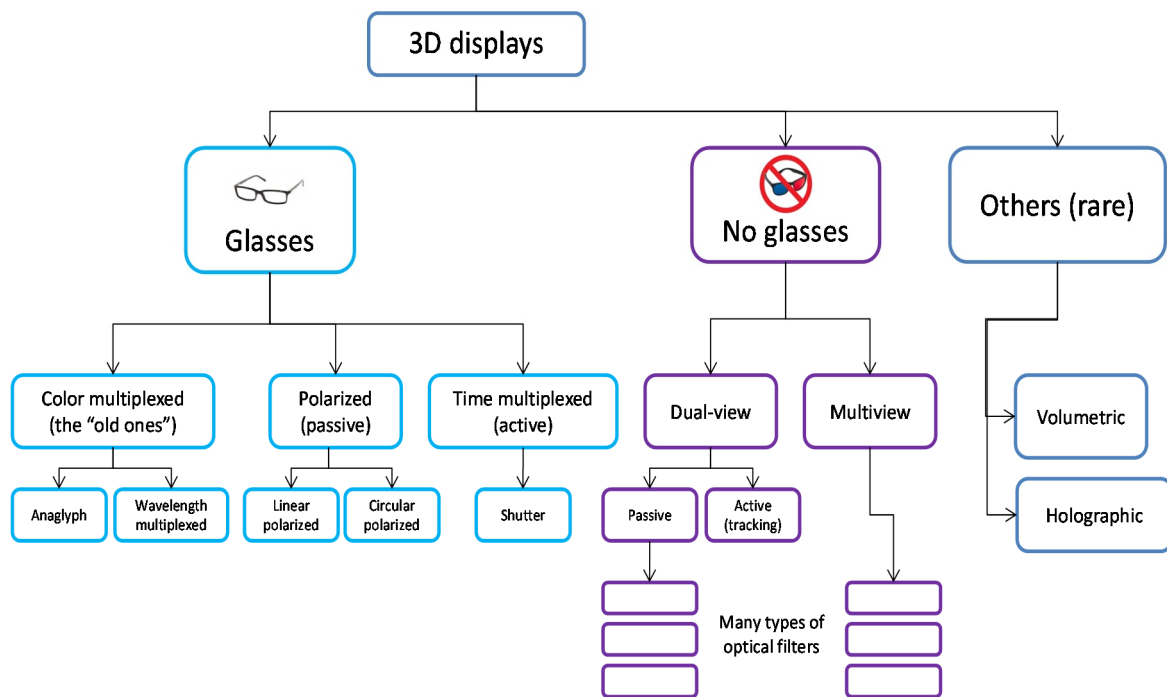 3D displays
Glasses
No glasses
Others (rare)
Color multiplexed
(the “old ones”)
Polarized
(passive)
Time multiplexed
(active)
Dual-view
Multiview
Volumetric
Anaglyph
Wavelength
multiplexed
Linear
polarized
Circular
polarized
Shutter
Passive
Active
(tracking)
Holographic
Many types of
optical filters